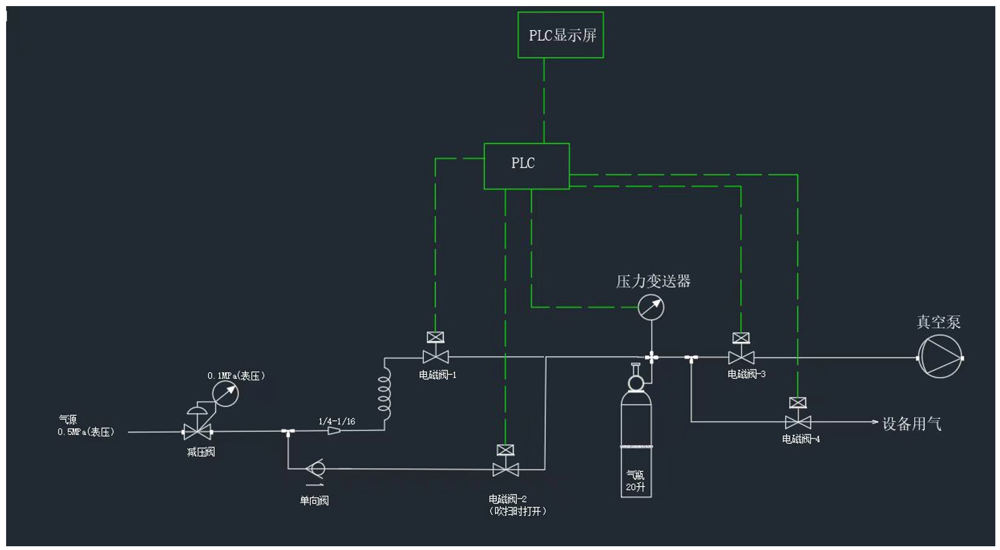 PLC显示屏
PLC
压力变送器
真空泵
电磁阀-1
电磁阀-3
0.1MPa(表压)
气源
0.5MPa(表压)
1/4-1/16
设备用气
电磁阀-4
减压阀
气瓶
20升
单向阀
电磁阀-2
(吹扫时打开)